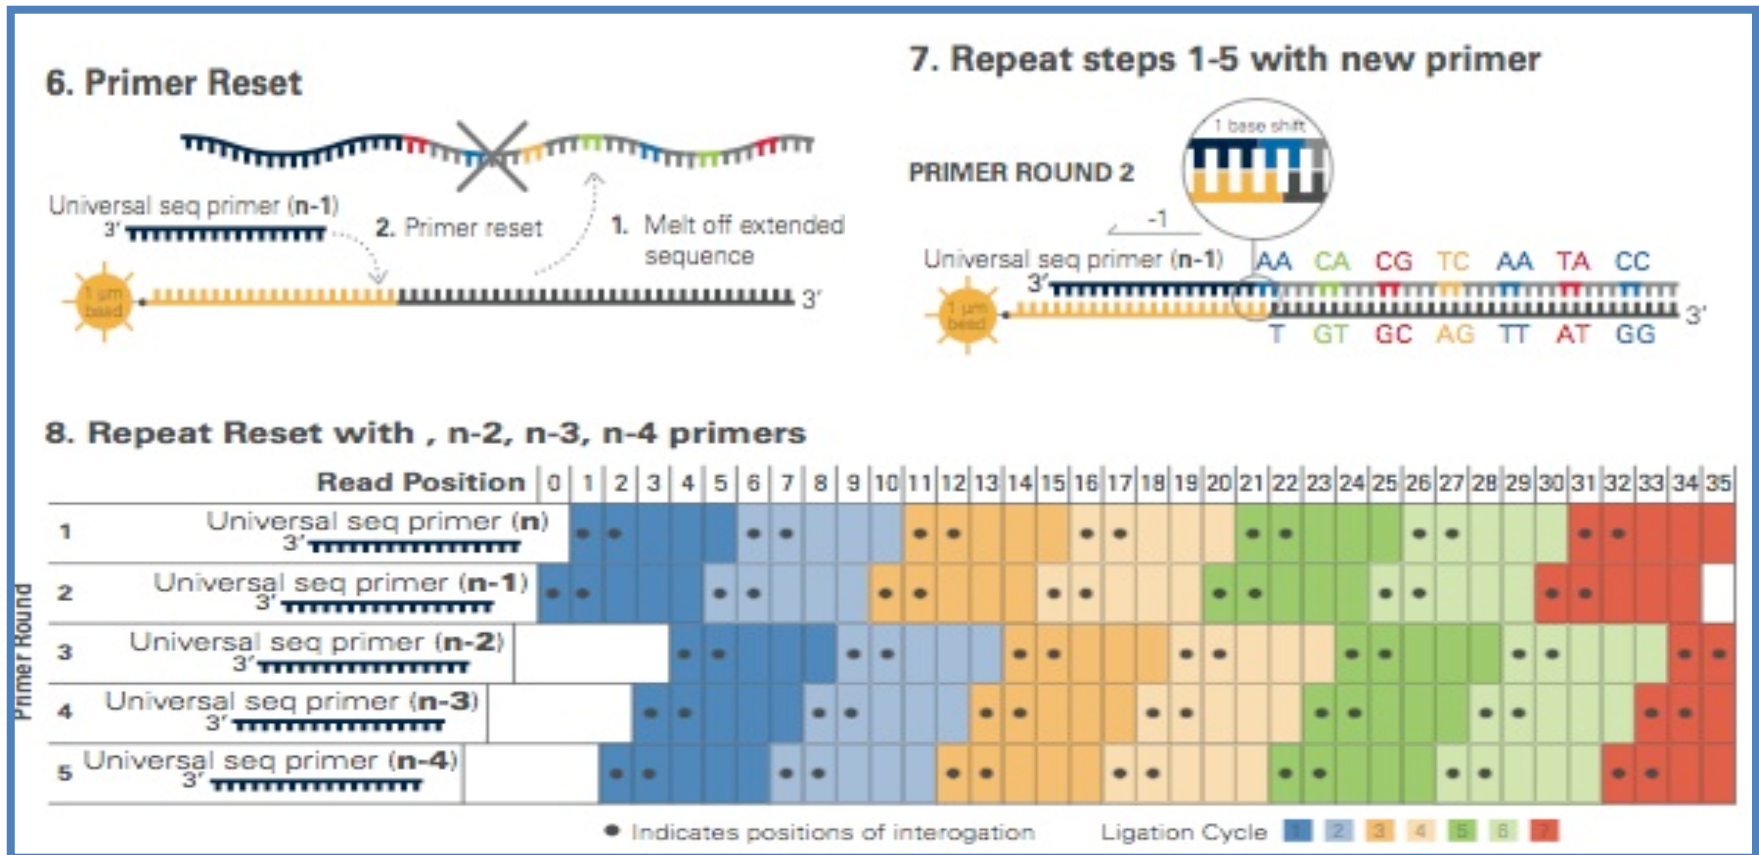 6. Primer Reset
Universal seq primer (n-1)
3′
2. Primer reset
1. Melt off extended
sequence
1 µm
bead
3′
7. Repeat steps 1-5 with new primer
1 base shift
PRIMER ROUND 2
-1
Universal seq primer (n-1)
AA CA CG TC AA TA CC
3′
1 µm
bead
3′
T GT GC AG TT AT GG
8. Repeat Reset with , n-2, n-3, n-4 primers
Read Position 0 1 2 3 4 5 6 7 8 9 10 11 12 13 14 15 16 17 18 19 20 21 22 23 24 25 26 27 28 29 30 31 32 33 34 35
Primer Round
1 Universal seq primer (n)
3′
2 Universal seq primer (n-1)
3′
3 Universal seq primer (n-2)
3′
4 Universal seq primer (n-3)
3′
5 Universal seq primer (n-4)
3′
Indicates positions of interogation
Ligation Cycle 1 2 3 4 5 6 7